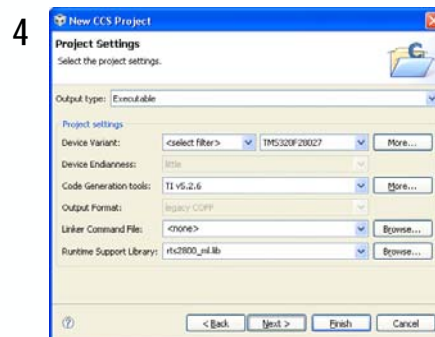 4
New CCS Project
Project Settings
Select the project settings.
Output type: Executable
Project settings
Device Variant: <select filter> TMS320F28027 More...
Device Endianness: little
Code Generation tools: TI v5.2.6 More...
Output Format: legacy COFF
Linker Command File: <none> Browse...
Runtime Support Library: rts2800_ml.lib Browse...
? < Back Next > Finish Cancel